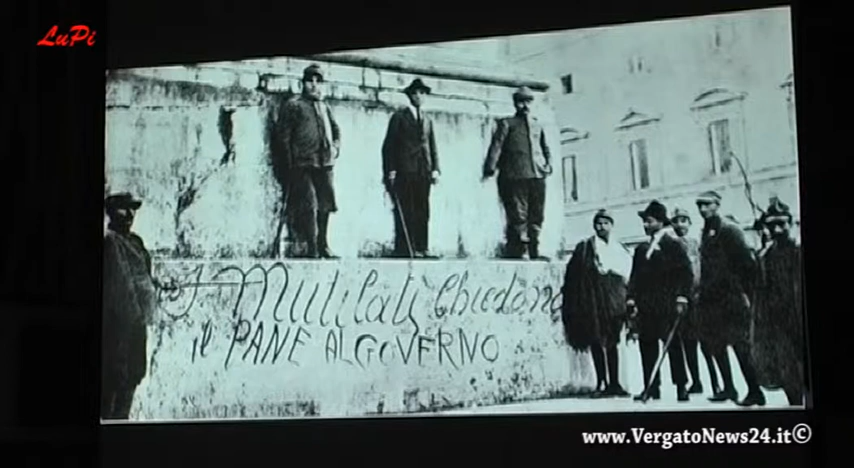 LuPi
I Mutilati Chiedono
il PANE AL GOVERNO
www.VergatoNews24.it©